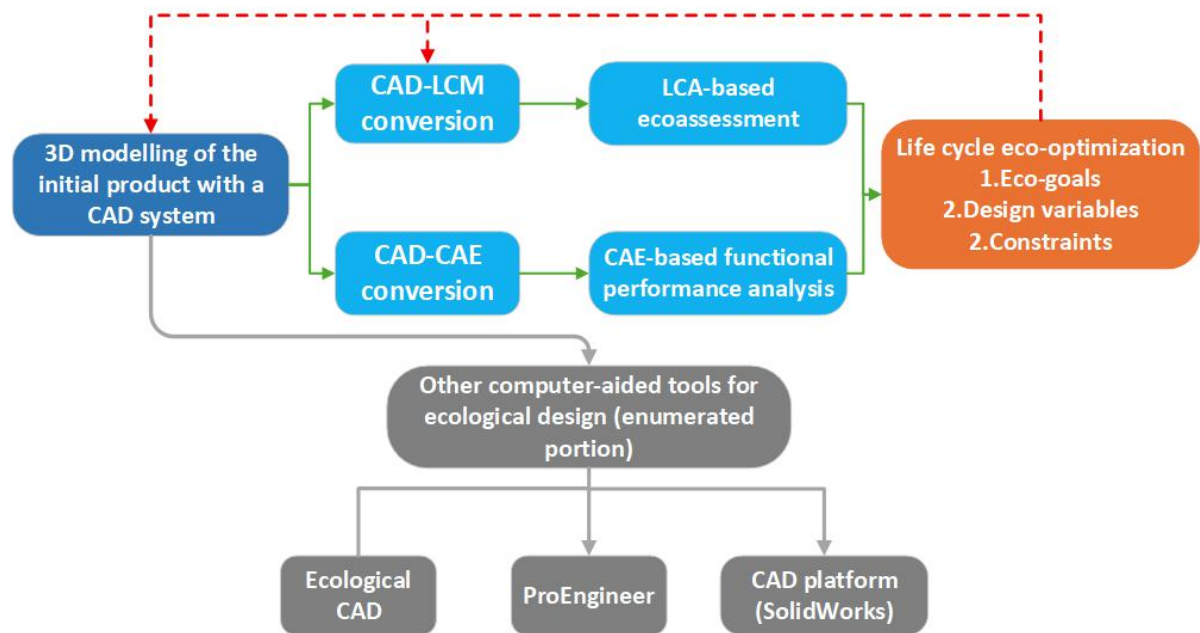 3D modelling of the
initial product with a
CAD system
CAD-LCM
conversion
LCA-based
ecoassessment
CAD-CAE
conversion
CAE-based functional
performance analysis
Life cycle eco-optimization
1.Eco-goals
2.Design variables
2.Constraints
Other computer-aided tools for
ecological design (enumerated
portion)
Ecological
CAD
ProEngineer
CAD platform
(SolidWorks)